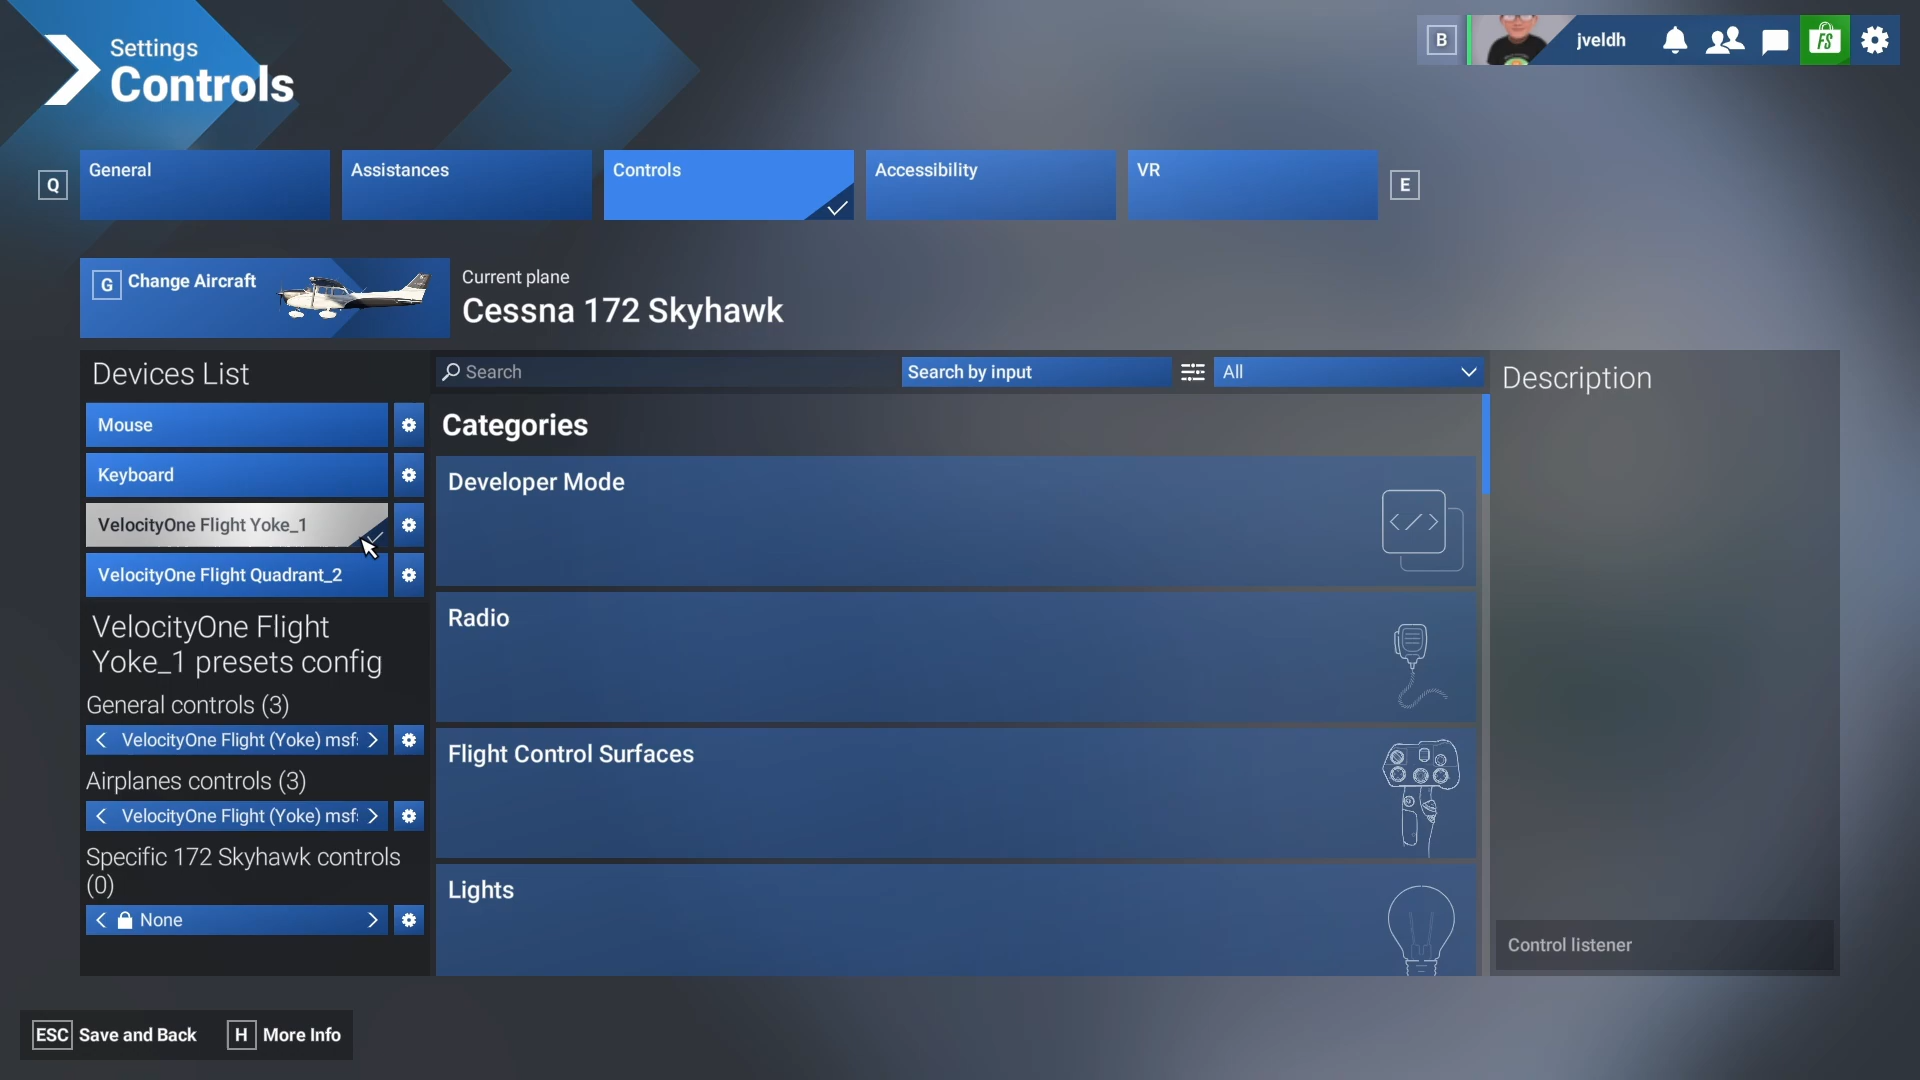 Settings
Controls
B
jveldh
FS
Q
General
Assistances
Controls
Accessibility
VR
E
G
Change Aircraft
Current plane
Cessna 172 Skyhawk
Devices List
Mouse
Keyboard
VelocityOne Flight Yoke_1
VelocityOne Flight Quadrant_2
VelocityOne Flight
Yoke_1 presets config
General controls (3)
VelocityOne Flight (Yoke) msf
Airplanes controls (3)
VelocityOne Flight (Yoke) msf
Specific 172 Skyhawk controls
(0)
None
Search
Search by input
All
Categories
Developer Mode
Radio
Flight Control Surfaces
Lights
Description
Control listener
ESC Save and Back
H More Info